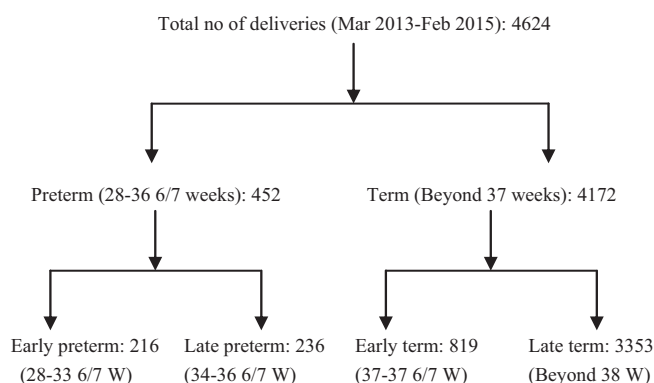 Total no of deliveries (Mar 2013-Feb 2015): 4624
Preterm (28-36 6/7 weeks): 452
Term (Beyond 37 weeks): 4172
Early preterm: 216
(28-33 6/7 W)
Late preterm: 236
(34-36 6/7 W)
Early term: 819
(37-37 6/7 W)
Late term: 3353
(Beyond 38 W)